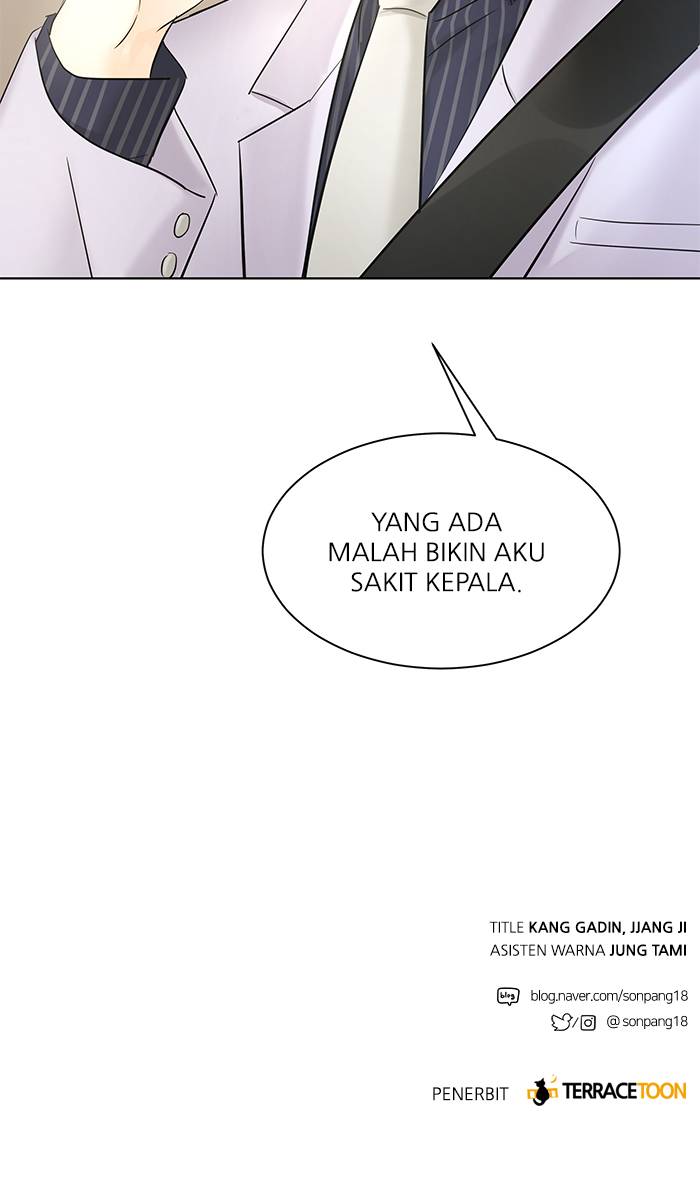 YANG ADA
MALAH BIKIN AKU
SAKIT KEPALA.
TITLE KANG GADIN, JJANG JI
ASISTEN WARNA JUNG TAMI
blog blog.naver.com/sonpang18
@sonpang18
PENERBIT TERRACETOON